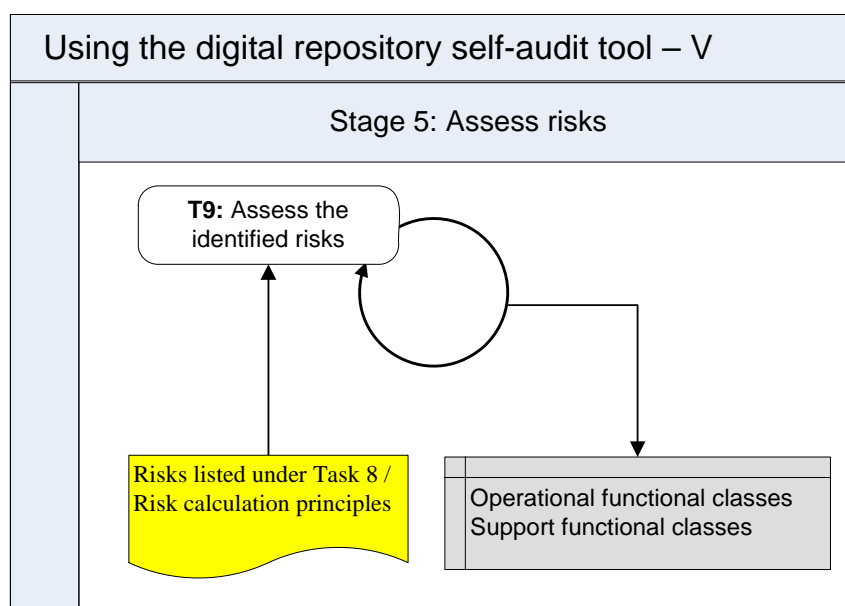 Using the digital repository self-audit tool – V
Stage 5: Assess risks
T9: Assess the
identified risks
Risks listed under Task 8 /
Risk calculation principles
Operational functional classes
Support functional classes